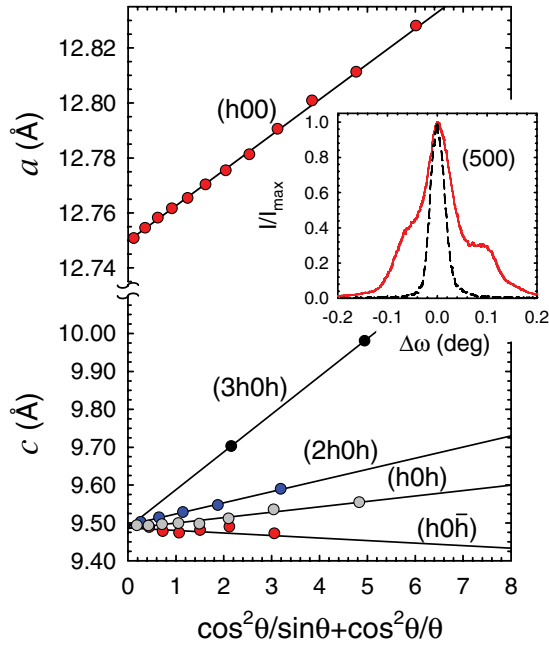 12.82
12.80
12.78
12.76
12.74
a (Å)
(h00)
1.0
0.8
0.6
0.4
0.2
0.0
I/Imax
(500)
-0.2 -0.1 0.0 0.1 0.2
Δω (deg)
10.00
9.90
9.80
9.70
9.60
9.50
9.40
c (Å)
(3h0h)
(2h0h)
(h0h)
(h0h̄)
0 1 2 3 4 5 6 7 8
cos²θ/sinθ+cos²θ/θ